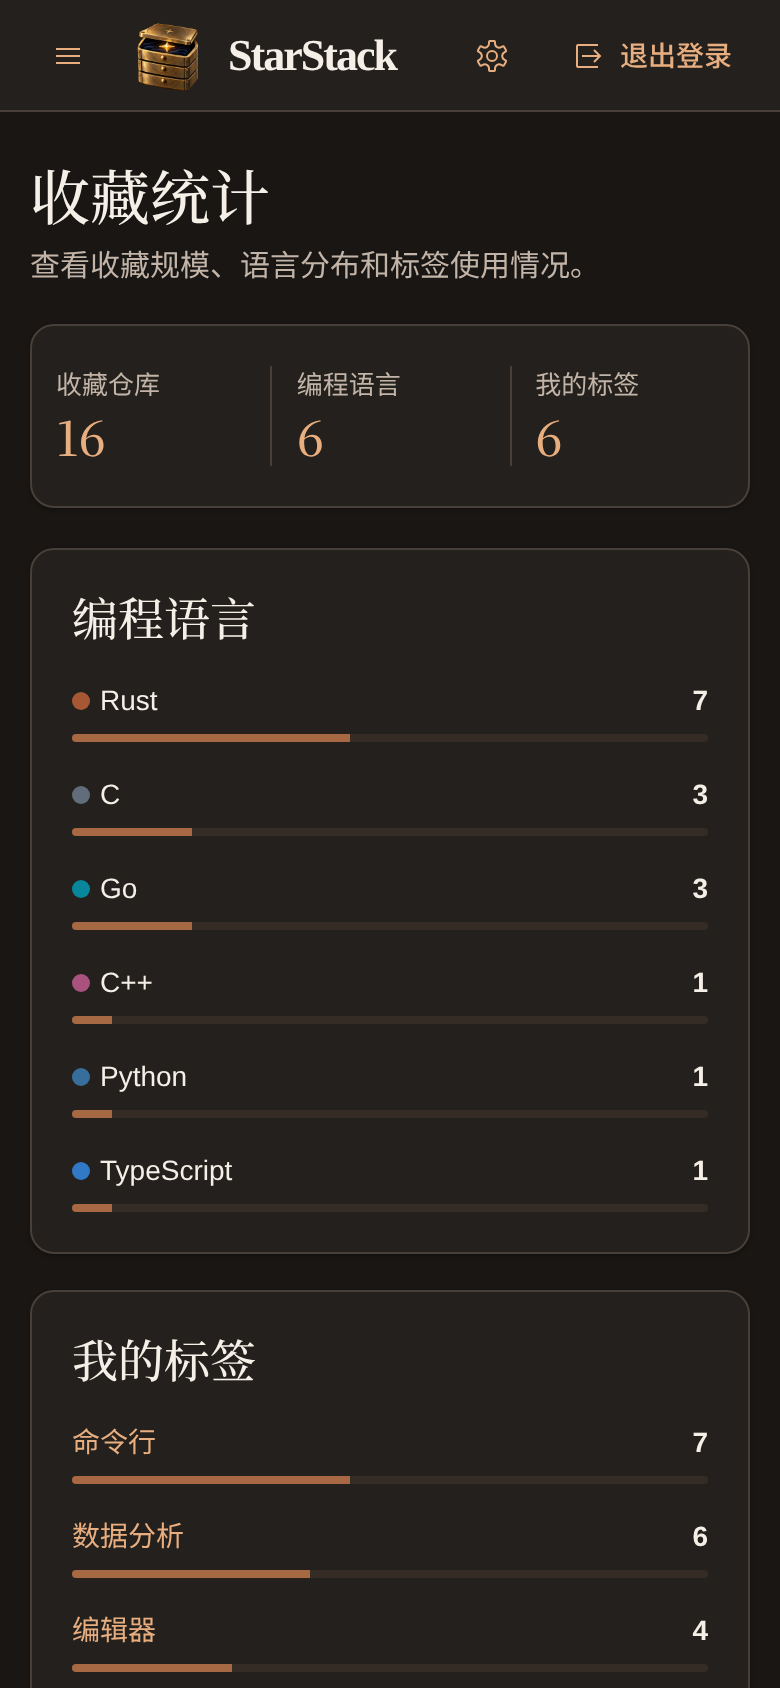 StarStack
退出登录
收藏统计
查看收藏规模、语言分布和标签使用情况。
收藏仓库
16
编程语言
6
我的标签
6
编程语言
Rust 7
C 3
Go 3
C++ 1
Python 1
TypeScript 1
我的标签
命令行 7
数据分析 6
编辑器 4